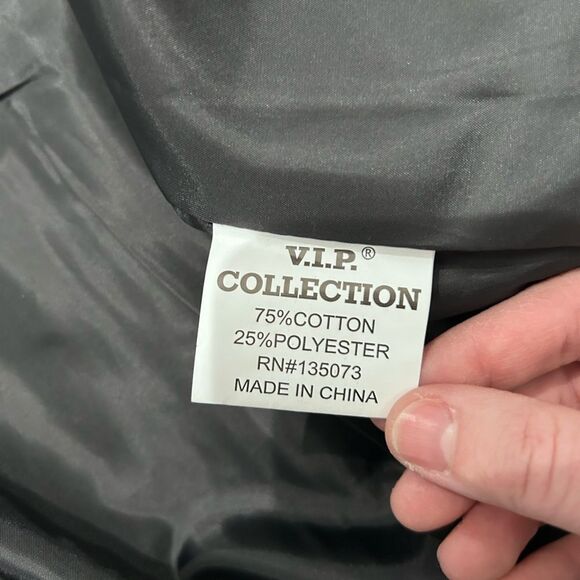 V.I.P.®
COLLECTION
75%COTTON
25%POLYESTER
RN#135073
MADE IN CHINA